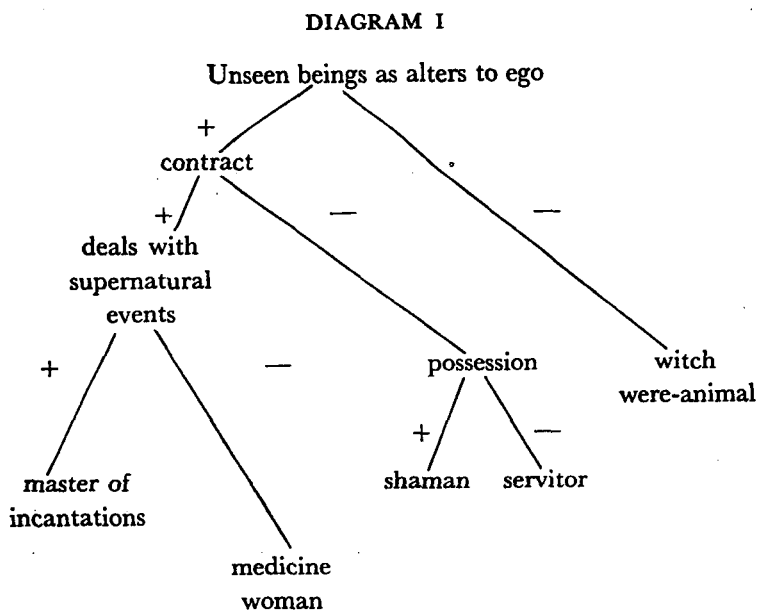 DIAGRAM I
Unseen beings as alters to ego
+
contract
+
—
—
deals with
supernatural
events
+
—
possession
witch
were-animal
+
—
shaman
servitor
master of
incantations
medicine
woman